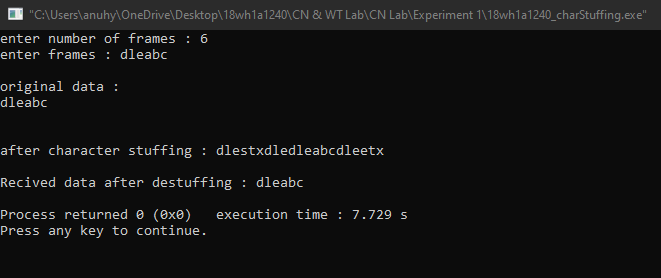 "C:\Users\anuhy\OneDrive\Desktop\18wh1a1240\CN & WT Lab\CN Lab\Experiment 1\18wh1a1240_charStuffing.exe"
enter number of frames : 6
enter frames : dleabc
original data :
dleabc
after character stuffing : dlestxdledleabcdleetx
Recived data after destuffing : dleabc
Process returned 0 (0x0)   execution time : 7.729 s
Press any key to continue.